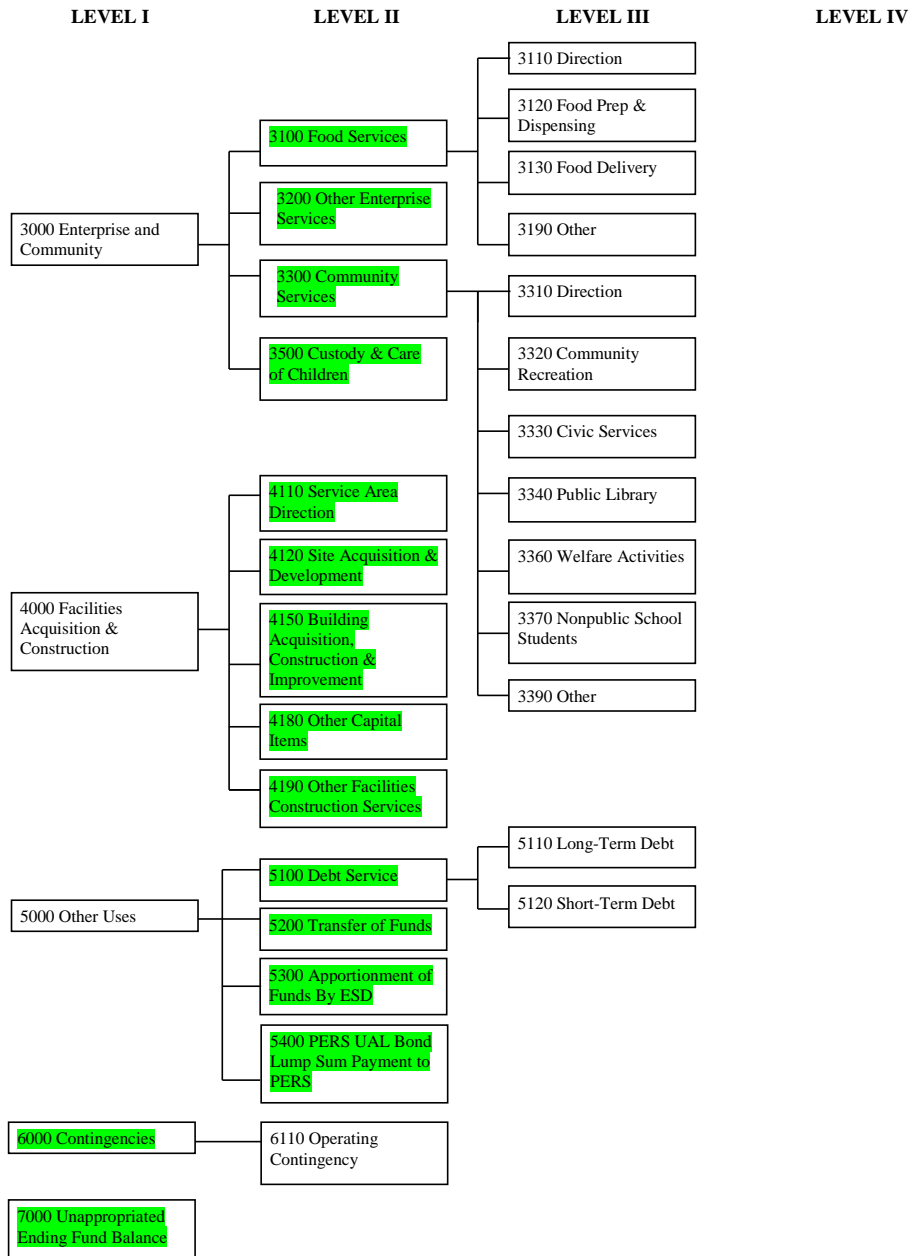 LEVEL I LEVEL II LEVEL III LEVEL IV
3110 Direction
3120 Food Prep &
Dispensing
3100 Food Services
3130 Food Delivery
3200 Other Enterprise
Services
3190 Other
3000 Enterprise and
Community
3300 Community
Services
3310 Direction
3500 Custody & Care
of Children
3320 Community
Recreation
3330 Civic Services
4110 Service Area
Direction
3340 Public Library
4120 Site Acquisition &
Development
3360 Welfare Activities
4000 Facilities
Acquisition &
Construction
4150 Building
Acquisition,
Construction &
Improvement
3370 Nonpublic School
Students
3390 Other
4180 Other Capital
Items
4190 Other Facilities
Construction Services
5110 Long-Term Debt
5100 Debt Service
5120 Short-Term Debt
5000 Other Uses
5200 Transfer of Funds
5300 Apportionment of
Funds By ESD
5400 PERS UAL Bond
Lump Sum Payment to
PERS
6000 Contingencies
6110 Operating
Contingency
7000 Unappropriated
Ending Fund Balance